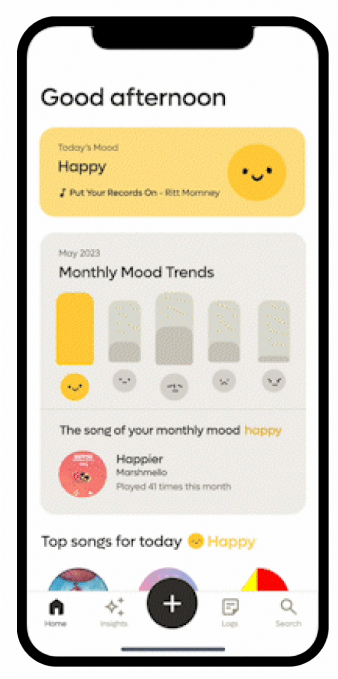 Good afternoon
Today's Mood
Happy
Put Your Records On - Ritt Momney
May 2023
Monthly Mood Trends
The song of your monthly mood happy
Happier
Marshmello
Played 41 times this month
Top songs for today Happy
Home
Insights
Logs
Search